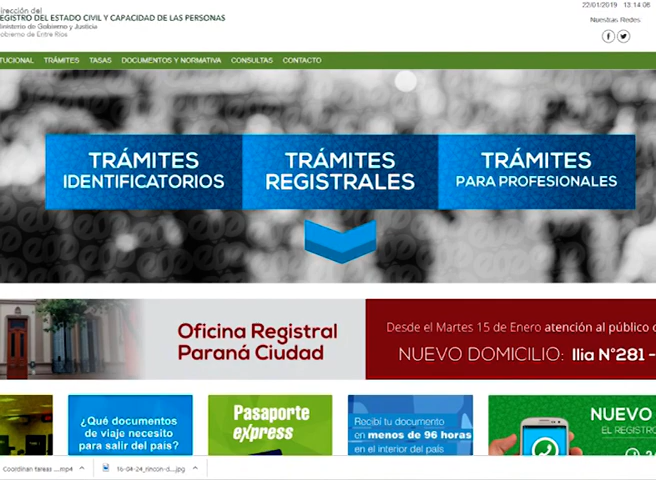 irección del
EGISTRO DEL ESTADO CIVIL Y CAPACIDAD DE LAS PERSONAS
Ministerio de Gobierno y Justicia
Gobierno de Entre Ríos
22/01/2019 13:14:08
Nuestras Redes
TUCIONAL TRÁMITES TASAS DOCUMENTOS Y NORMATIVA CONSULTAS CONTACTO
TRÁMITES
IDENTIFICATORIOS
TRÁMITES
REGISTRALES
TRÁMITES
PARA PROFESIONALES
Oficina Registral
Paraná Ciudad
Desde el Martes 15 de Enero atención al público
NUEVO DOMICILIO: Ilia N°281 -
¿Qué documentos
de viaje necesito
para salir del país?
Pasaporte
express
Recibí tu documento
en menos de 96 horas
en el interior del país
NUEVO
EL REGISTRO
Coordinan tareas ....mp4
16-04-24_rincon-d....jpg